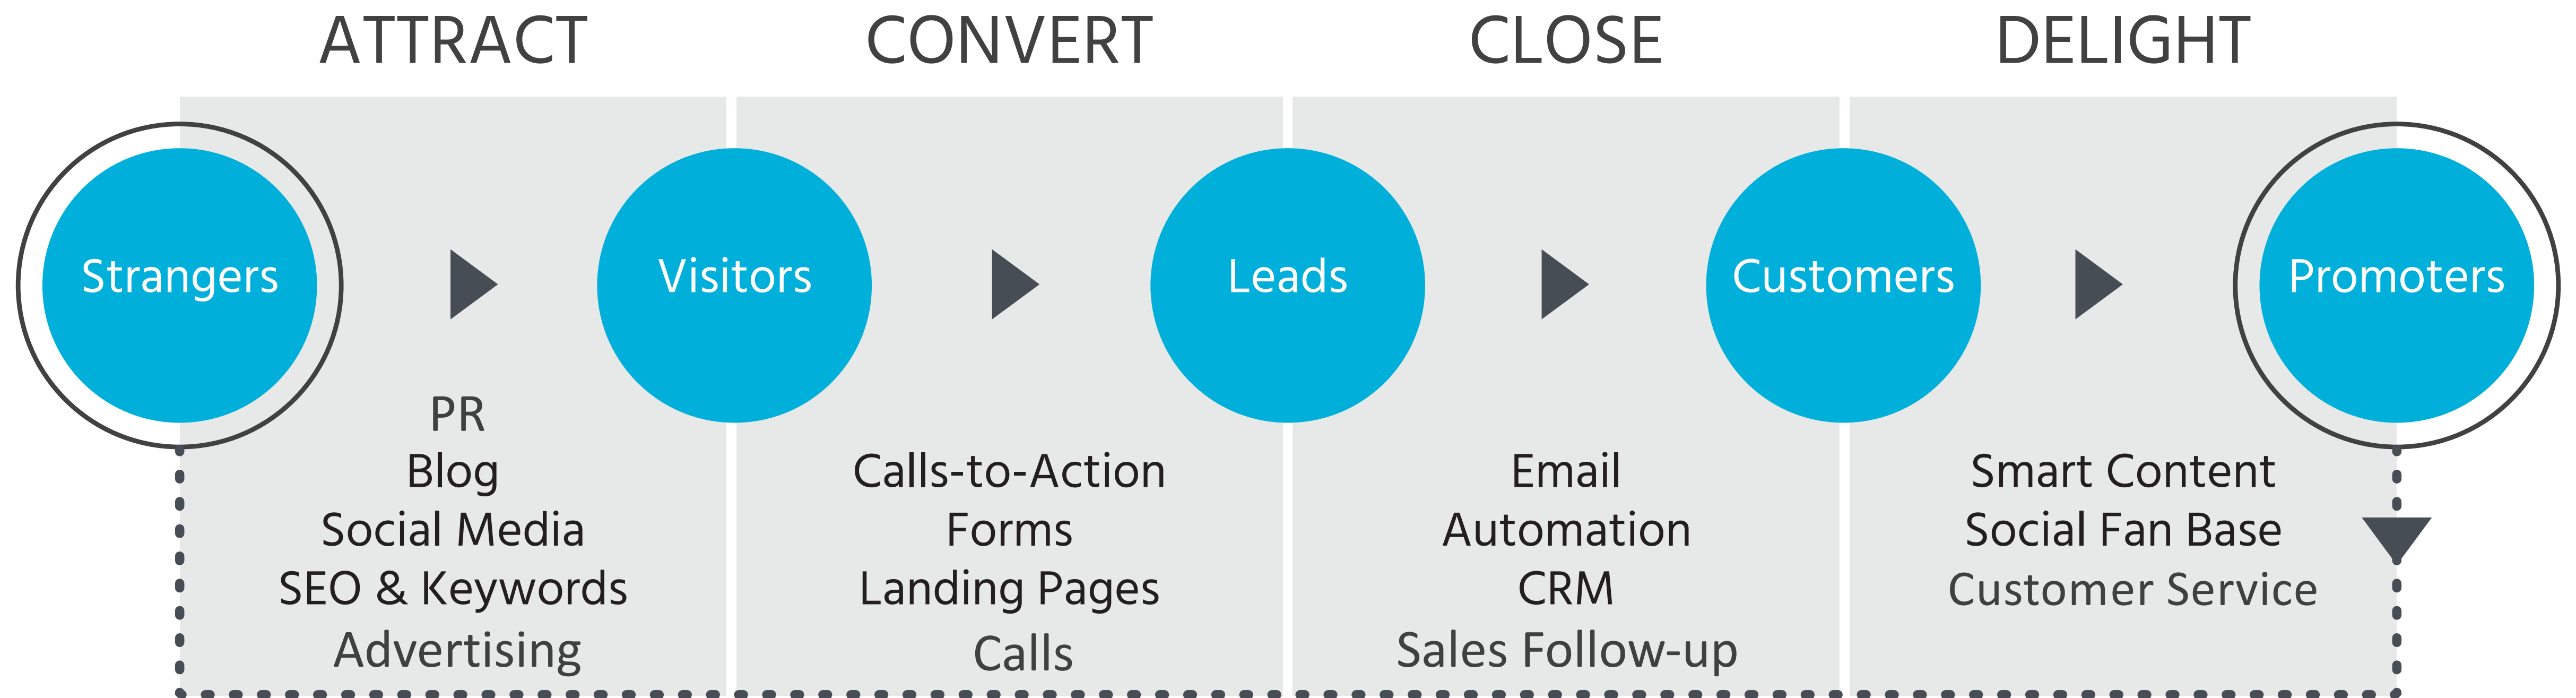 ATTRACT
CONVERT
CLOSE
DELIGHT
Strangers
Visitors
Leads
Customers
Promoters
PR
Blog
Social Media
SEO & Keywords
Advertising
Calls-to-Action
Forms
Landing Pages
Calls
Email
Automation
CRM
Sales Follow-up
Smart Content
Social Fan Base
Customer Service